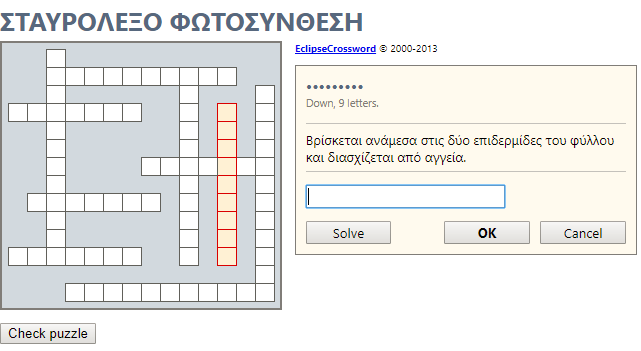 ΣΤΑΥΡΟΛΕΞΟ ΦΩΤΟΣΥΝΘΕΣΗ
EclipseCrossword © 2000-2013
•••••••••
Down, 9 letters.
Βρίσκεται ανάμεσα στις δύο επιδερμίδες του φύλλου
και διασχίζεται από αγγεία.
Solve OK Cancel
Check puzzle